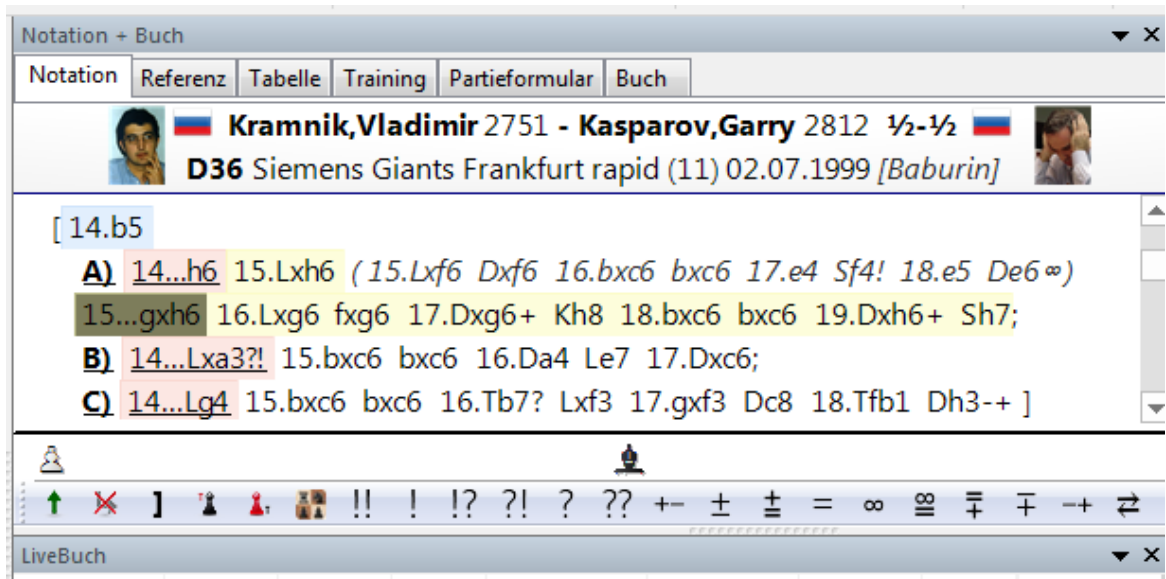 Notation + Buch
Notation Referenz Tabelle Training Partieformular Buch
Kramnik,Vladimir 2751 - Kasparov,Garry 2812 ½-½
D36 Siemens Giants Frankfurt rapid (11) 02.07.1999 [Baburin]
[ 14.b5
A) 14...h6 15.Lxh6 ( 15.Lxf6 Dxf6 16.bxc6 bxc6 17.e4 Sf4! 18.e5 De6∞)
15...gxh6 16.Lxg6 fxg6 17.Dxg6+ Kh8 18.bxc6 bxc6 19.Dxh6+ Sh7;
B) 14...Lxa3?! 15.bxc6 bxc6 16.Da4 Le7 17.Dxc6;
C) 14...Lg4 15.bxc6 bxc6 16.Tb7? Lxf3 17.gxf3 Dc8 18.Tfb1 Dh3-+ ]
] !! ! !? ?! ? ?? +- ± ⩲ = ∞ ⯹ ⩱ ∓ -+ ⇄
LiveBuch